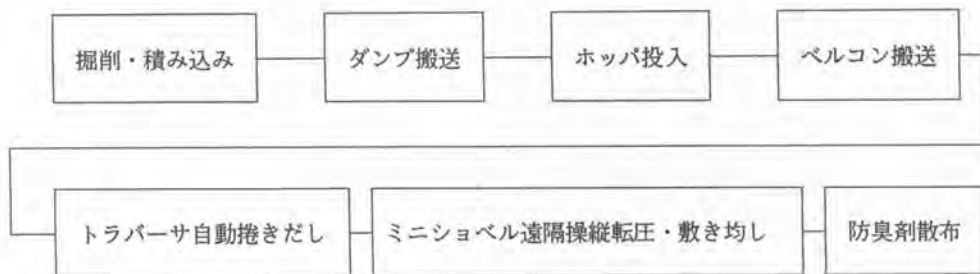 掘削・積み込み
ダンプ搬送
ホッパ投入
ベルコン搬送
トラバーサ自動捲きだし
ミニショベル遠隔操縦転圧・敷き均し
防臭剤散布